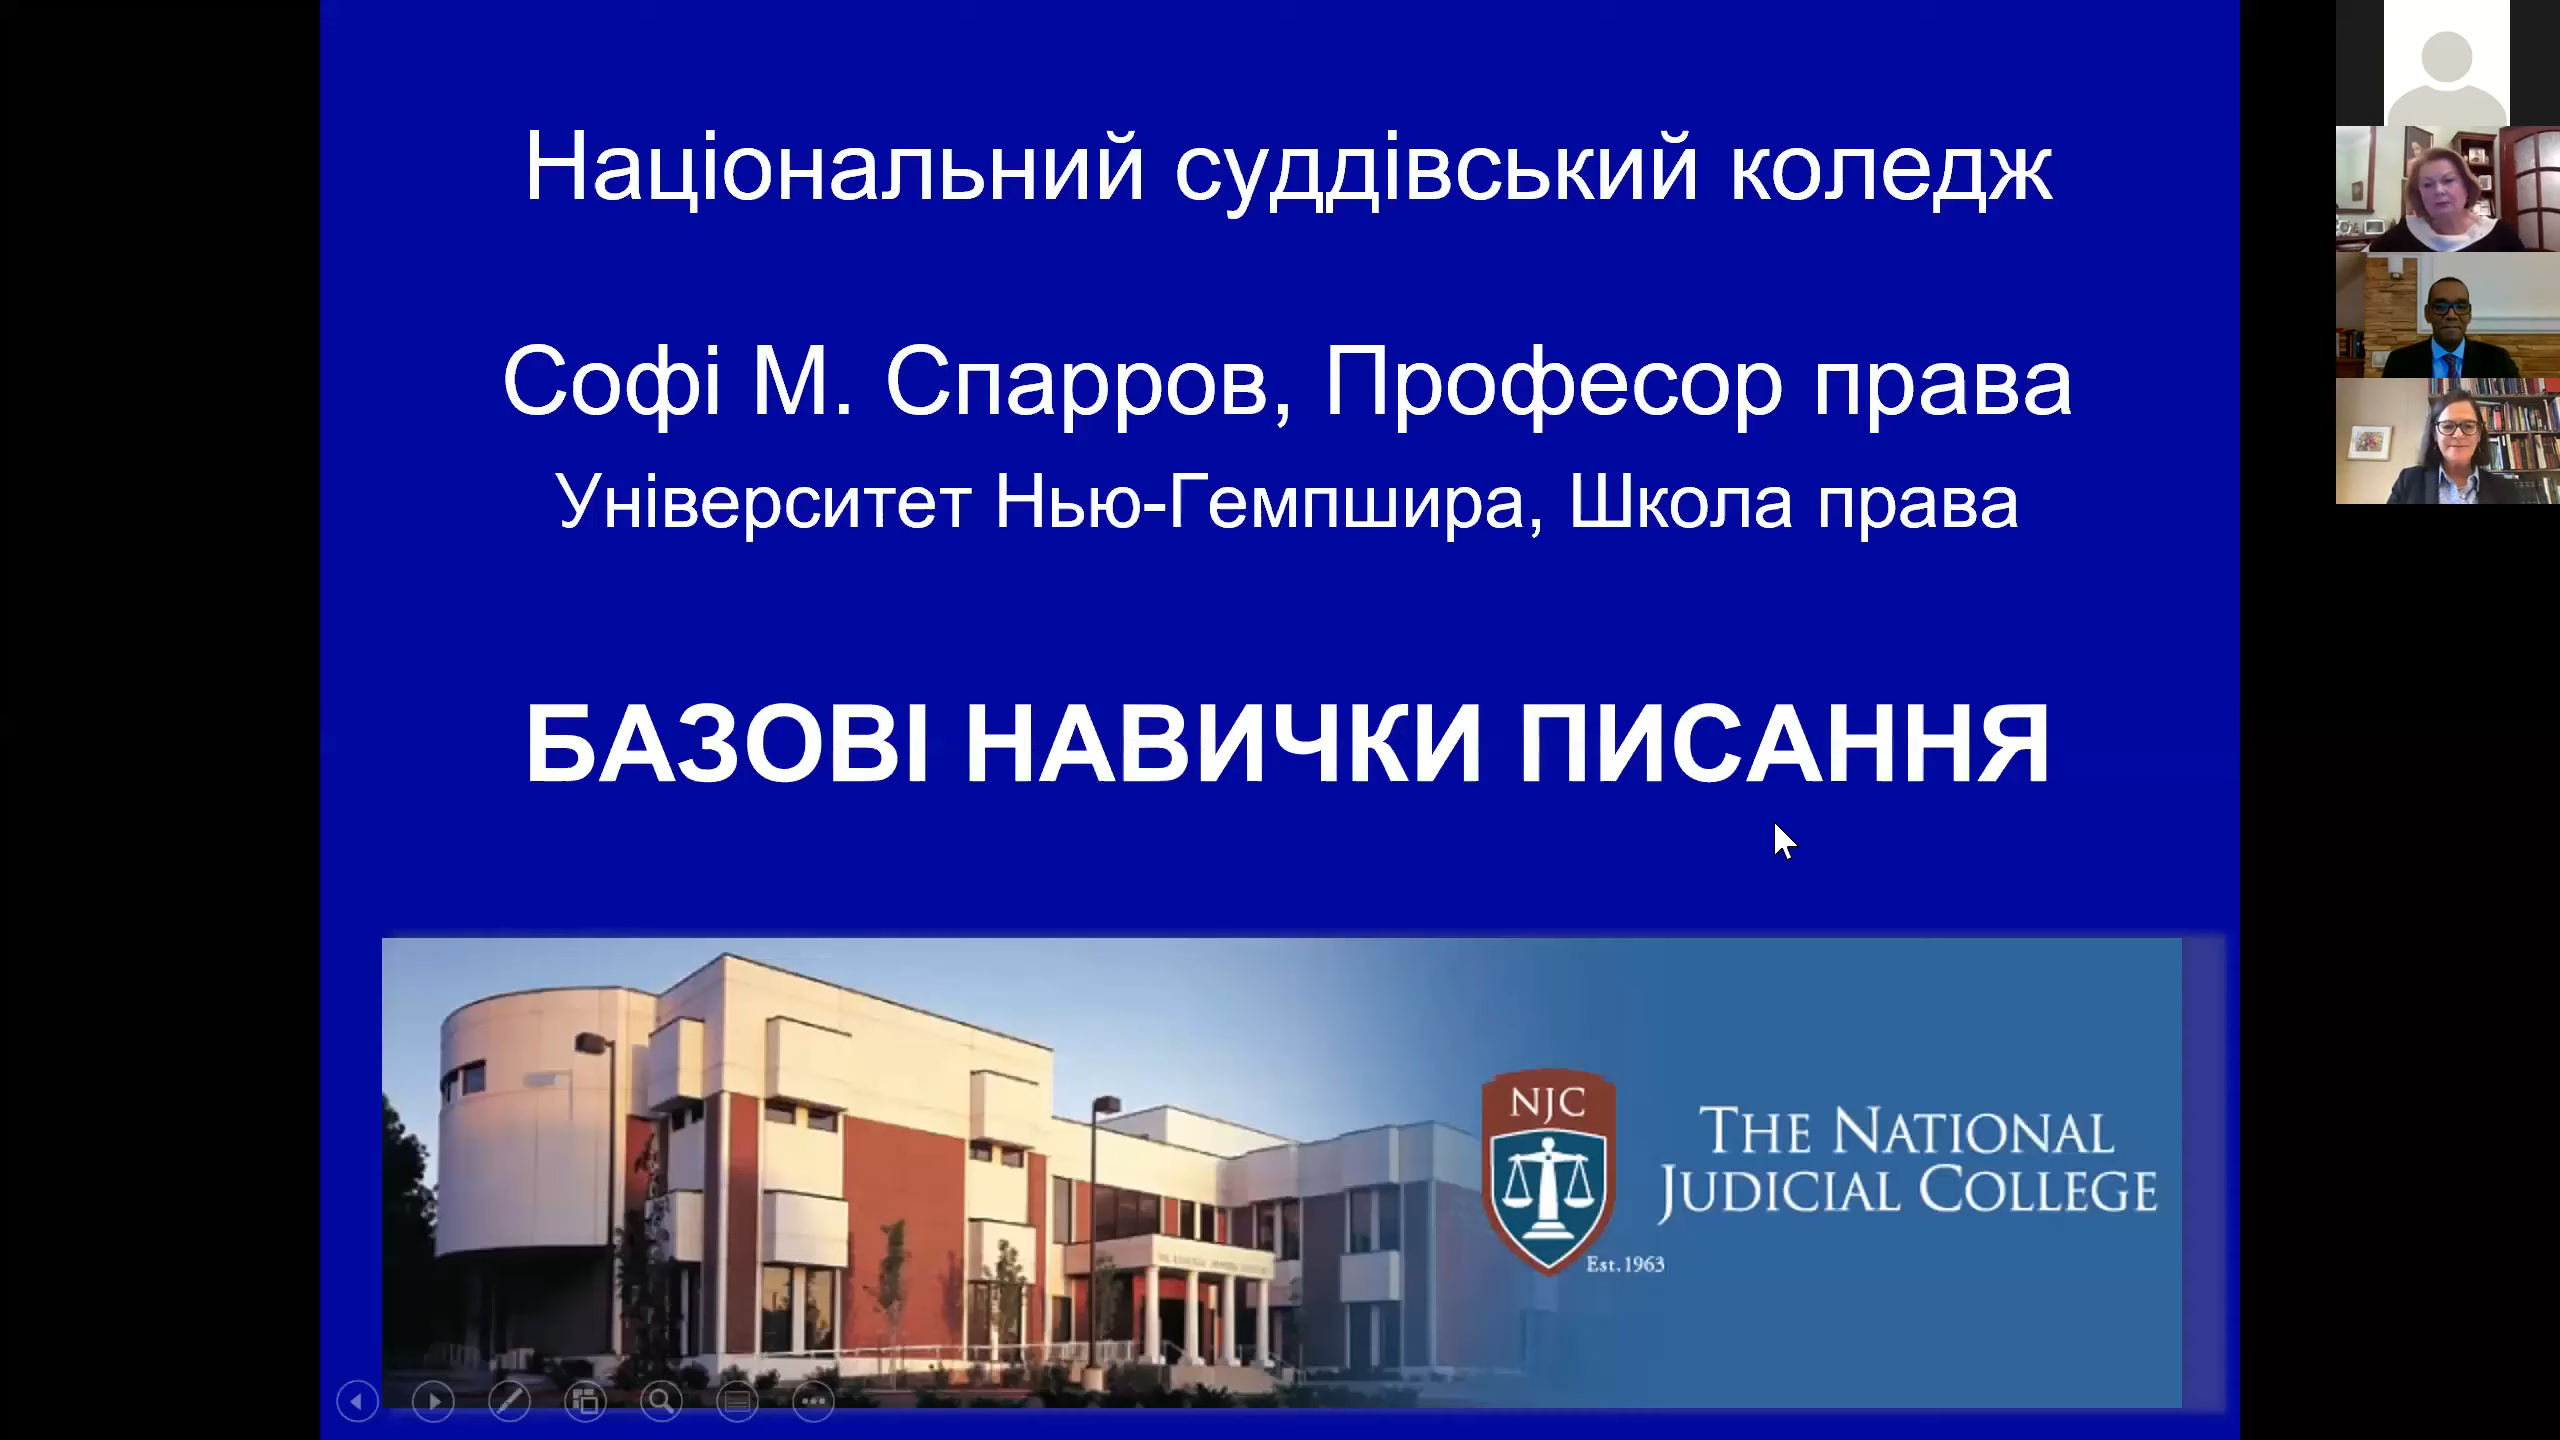 Національний суддівський коледж
Софі М. Спарров, Професор права
Університет Нью-Гемпшира, Школа права
БАЗОВІ НАВИЧКИ ПИСАННЯ
NJC
THE NATIONAL
JUDICIAL COLLEGE
Est.1963